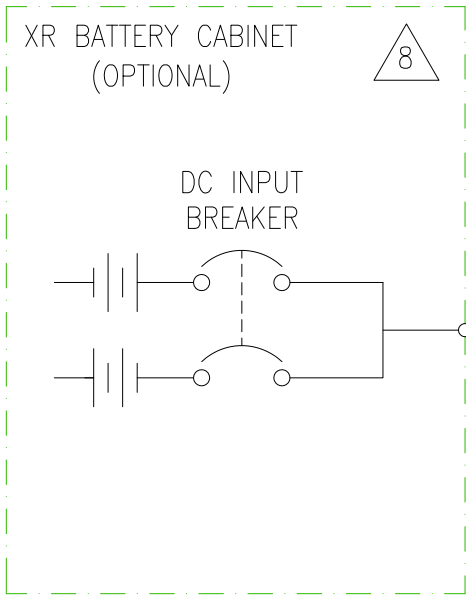 XR BATTERY CABINET
(OPTIONAL)
8
DC INPUT
BREAKER